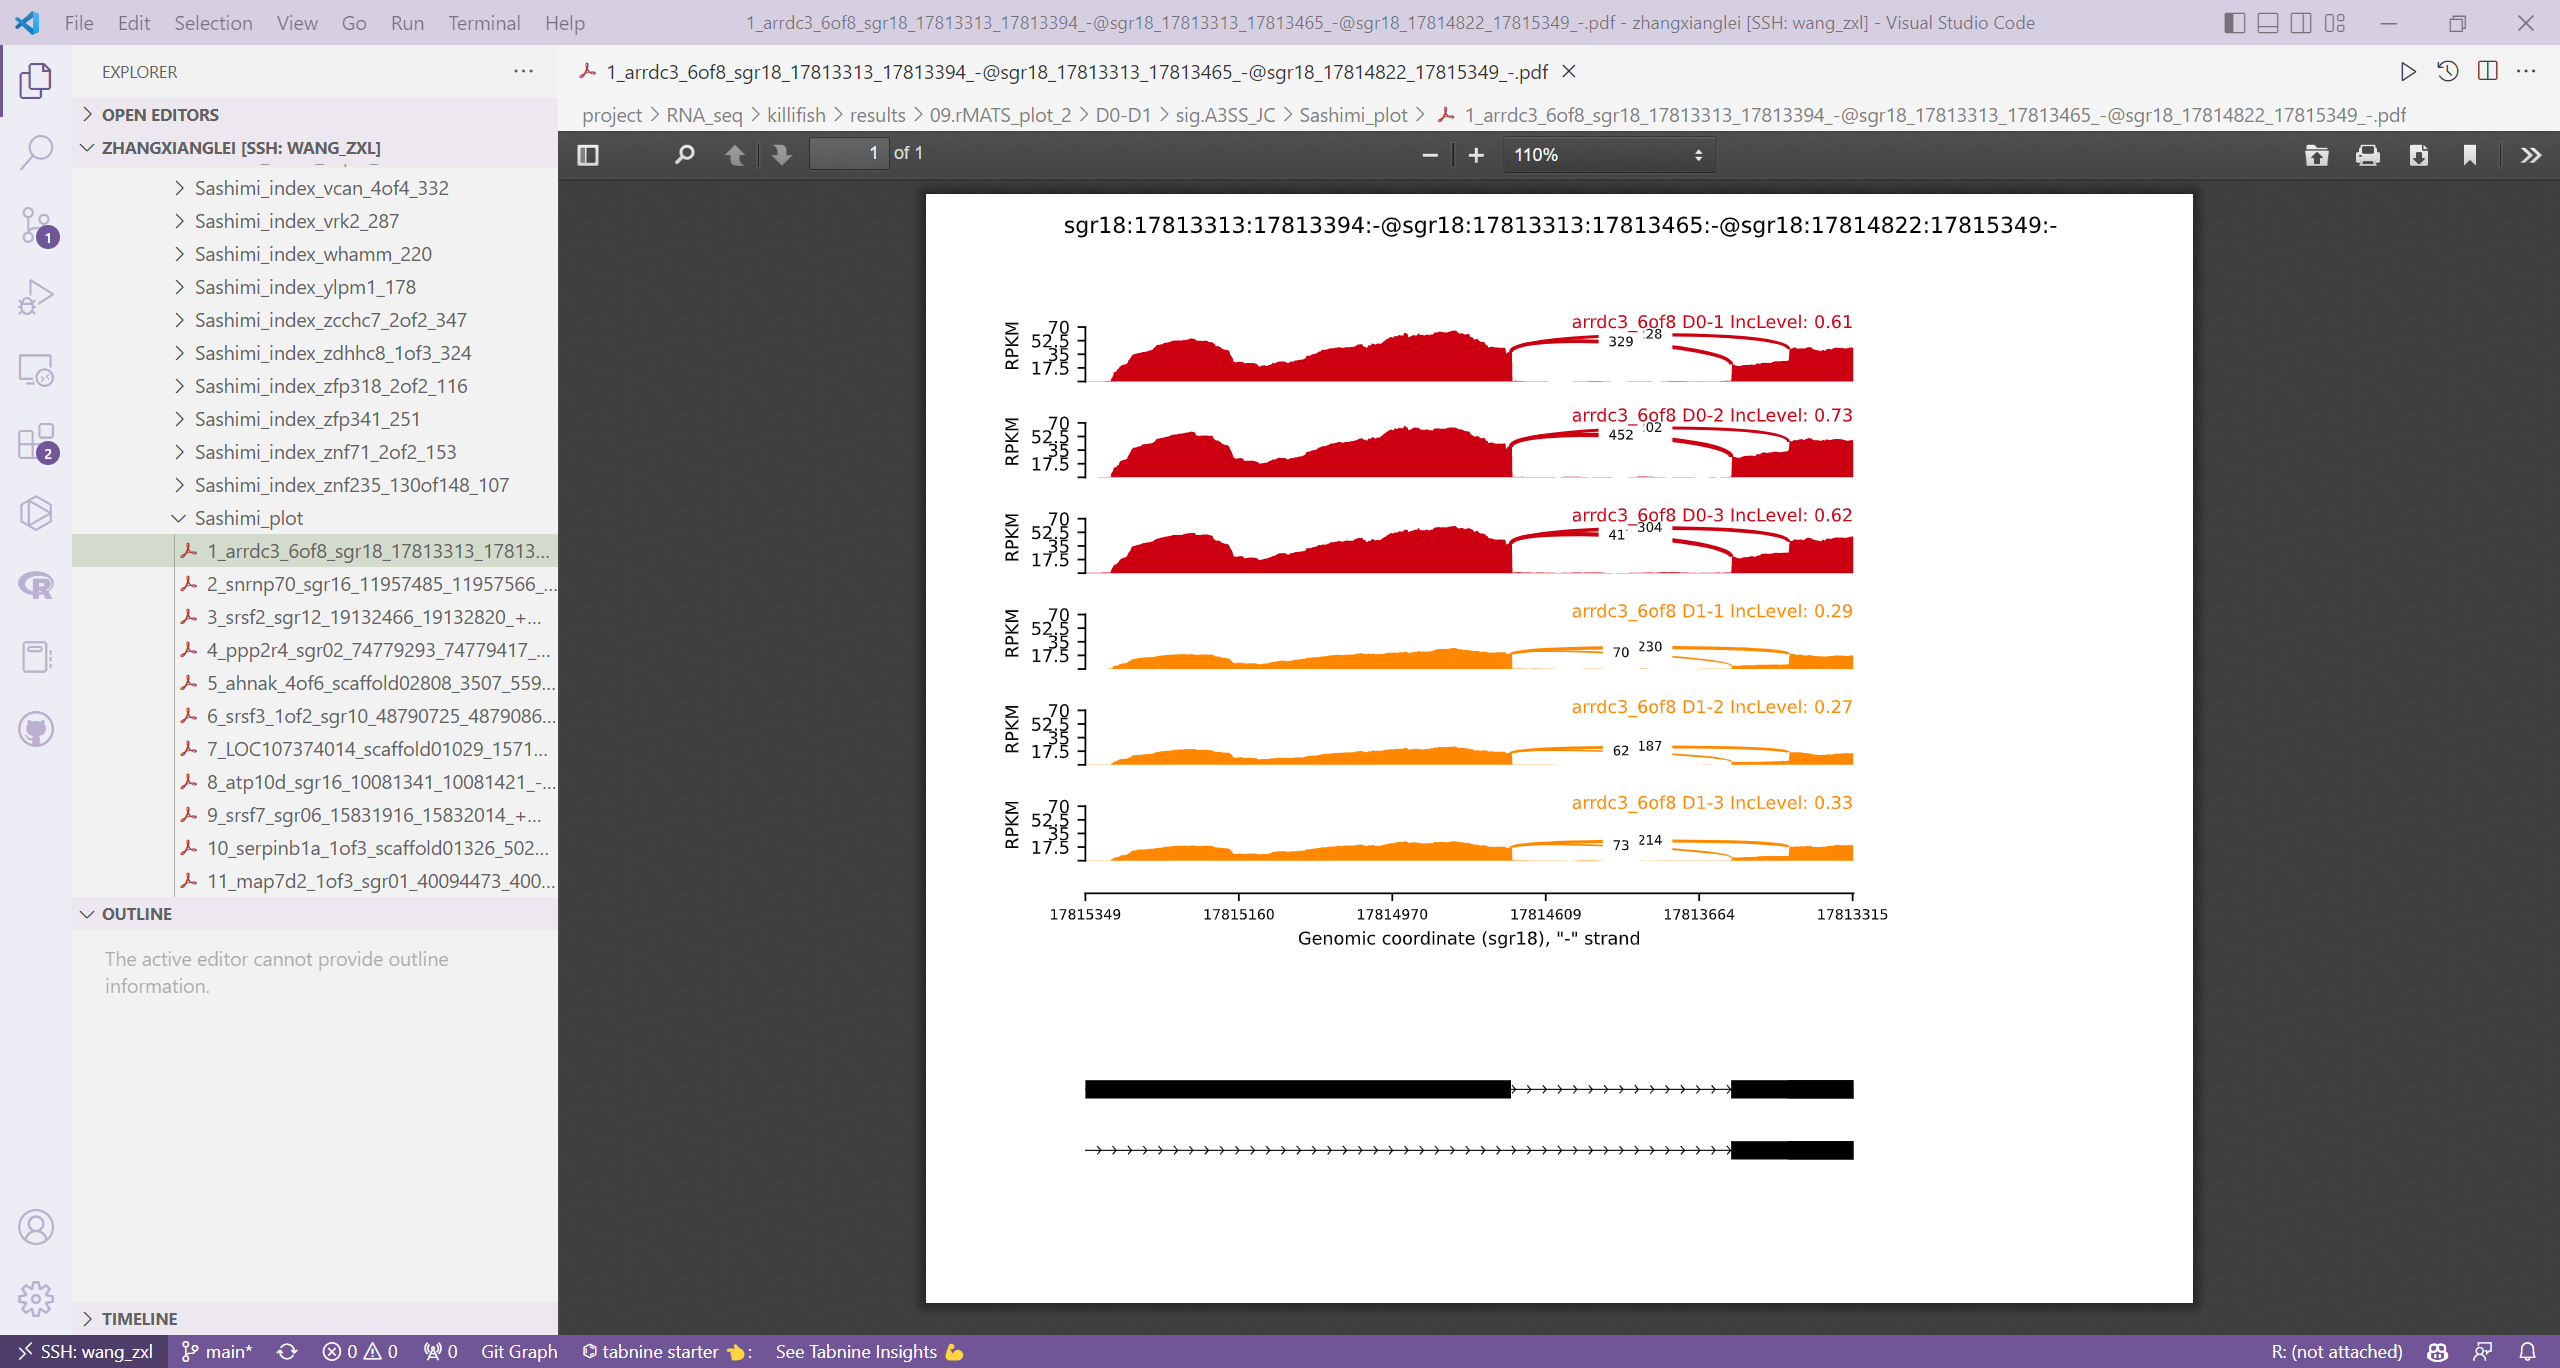 File Edit Selection View Go Run Terminal Help
1_arrdc3_6of8_sgr18_17813313_17813394_-@sgr18_17813313_17813465_-@sgr18_17814822_17815349_-.pdf - zhangxianglei [SSH: wang_zxl] - Visual Studio Code
EXPLORER
OPEN EDITORS
ZHANGXIANGLEI [SSH: WANG_ZXL]
Sashimi_index_vcan_4of4_332
Sashimi_index_vrk2_287
Sashimi_index_whamm_220
Sashimi_index_ylpm1_178
Sashimi_index_zcchc7_2of2_347
Sashimi_index_zdhhc8_1of3_324
Sashimi_index_zfp318_2of2_116
Sashimi_index_zfp341_251
Sashimi_index_znf71_2of2_153
Sashimi_index_znf235_130of148_107
Sashimi_plot
1_arrdc3_6of8_sgr18_17813313_17813...
2_snrnp70_sgr16_11957485_11957566_...
3_srsf2_sgr12_19132466_19132820_+...
4_ppp2r4_sgr02_74779293_74779417_...
5_ahnak_4of6_scaffold02808_3507_559...
6_srsf3_1of2_sgr10_48790725_4879086...
7_LOC107374014_scaffold01029_1571...
8_atp10d_sgr16_10081341_10081421_-...
9_srsf7_sgr06_15831916_15832014_+...
10_serpinb1a_1of3_scaffold01326_502...
11_map7d2_1of3_sgr01_40094473_400...
OUTLINE
The active editor cannot provide outline
information.
TIMELINE
1
2
1_arrdc3_6of8_sgr18_17813313_17813394_-@sgr18_17813313_17813465_-@sgr18_17814822_17815349_-.pdf
project > RNA_seq > killifish > results > 09.rMATS_plot_2 > D0-D1 > sig.A3SS_JC > Sashimi_plot > 1_arrdc3_6of8_sgr18_17813313_17813394_-@sgr18_17813313_17813465_-@sgr18_17814822_17815349_-.pdf
1 of 1
110%
sgr18:17813313:17813394:-@sgr18:17813313:17813465:-@sgr18:17814822:17815349:-
RPKM
70
52.5
35
17.5
arrdc3_6of8 D0-1 IncLevel: 0.61
329
28
RPKM
70
52.5
35
17.5
arrdc3_6of8 D0-2 IncLevel: 0.73
452
02
RPKM
70
52.5
35
17.5
arrdc3_6of8 D0-3 IncLevel: 0.62
41
304
RPKM
70
52.5
35
17.5
arrdc3_6of8 D1-1 IncLevel: 0.29
70
230
RPKM
70
52.5
35
17.5
arrdc3_6of8 D1-2 IncLevel: 0.27
62
187
RPKM
70
52.5
35
17.5
arrdc3_6of8 D1-3 IncLevel: 0.33
73
214
17815349 17815160 17814970 17814609 17813664 17813315
Genomic coordinate (sgr18), "-" strand
SSH: wang_zxl main* 0 0 0 Git Graph tabnine starter 👈: See Tabnine Insights 💪 R: (not attached)